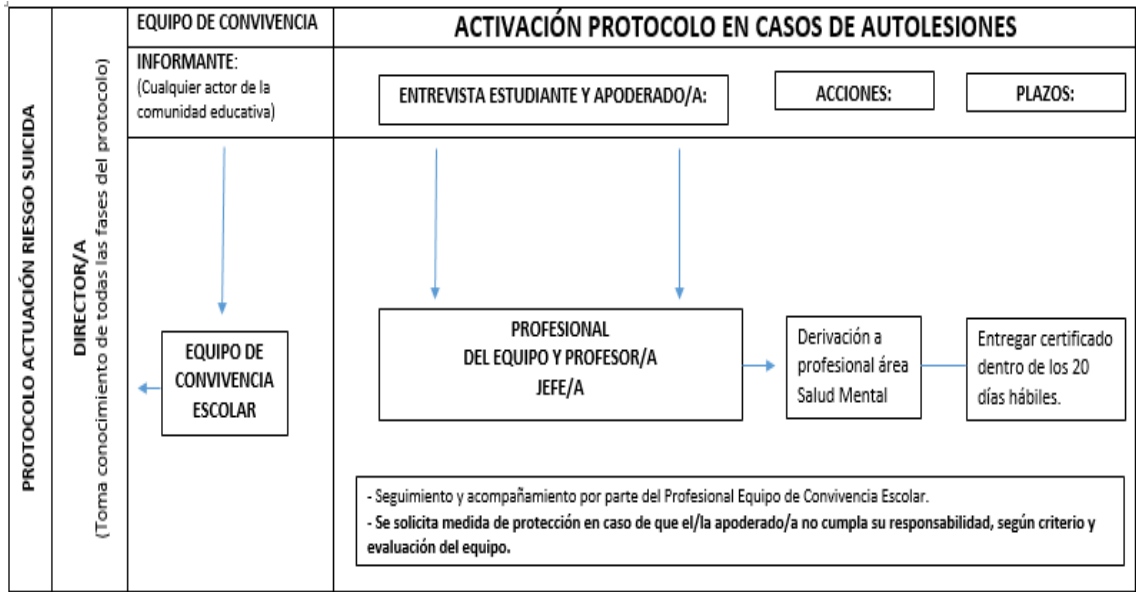 PROTOCOLO ACTUACIÓN RIESGO SUICIDA
DIRECTOR/A
(Toma conocimiento de todas las fases del protocolo)
EQUIPO DE CONVIVENCIA
ACTIVACIÓN PROTOCOLO EN CASOS DE AUTOLESIONES
INFORMANTE:
(Cualquier actor de la
comunidad educativa)
ENTREVISTA ESTUDIANTE Y APODERADO/A:
ACCIONES:
PLAZOS:
EQUIPO DE
CONVIVENCIA
ESCOLAR
PROFESIONAL
DEL EQUIPO Y PROFESOR/A
JEFE/A
Derivación a
profesional área
Salud Mental
Entregar certificado
dentro de los 20
días hábiles.
- Seguimiento y acompañamiento por parte del Profesional Equipo de Convivencia Escolar.
- Se solicita medida de protección en caso de que el/la apoderado/a no cumpla su responsabilidad, según criterio y
evaluación del equipo.